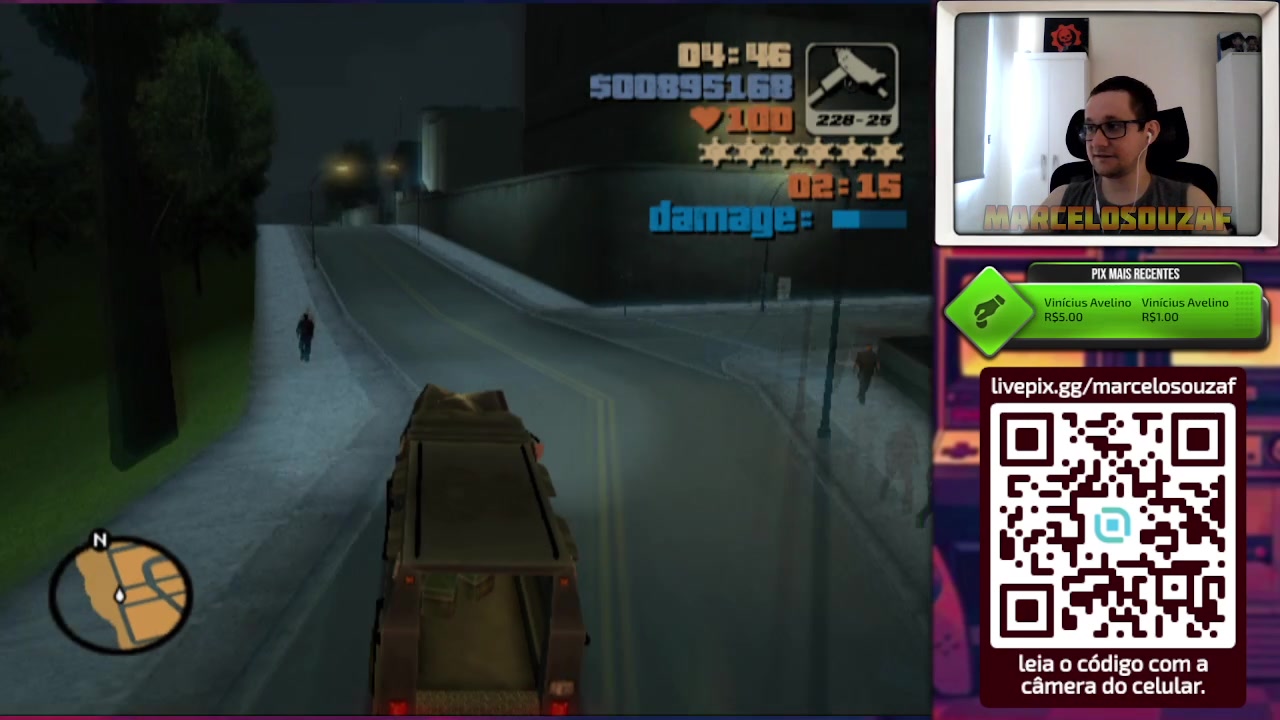 04:46
$00895168
100
228-25
02:15
damage:
N
MARCELOSOUZAF
PIX MAIS RECENTES
Vinícius Avelino Vinícius Avelino
R$5.00 R$1.00
livepix.gg/marcelosouzaf
leia o código com a
câmera do celular.